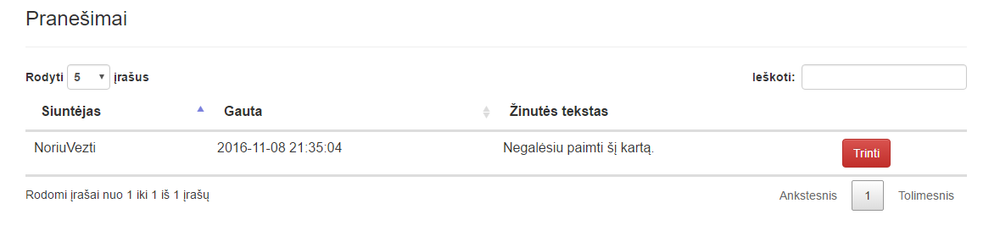 Pranešimai
Rodyti 5 įrašus Ieškoti:
Siuntėjas Gauta Žinutės tekstas
NoriuVezti 2016-11-08 21:35:04 Negalėsiu paimti šį kartą. Trinti
Rodomi įrašai nuo 1 iki 1 iš 1 įrašų Ankstesnis 1 Tolimesnis